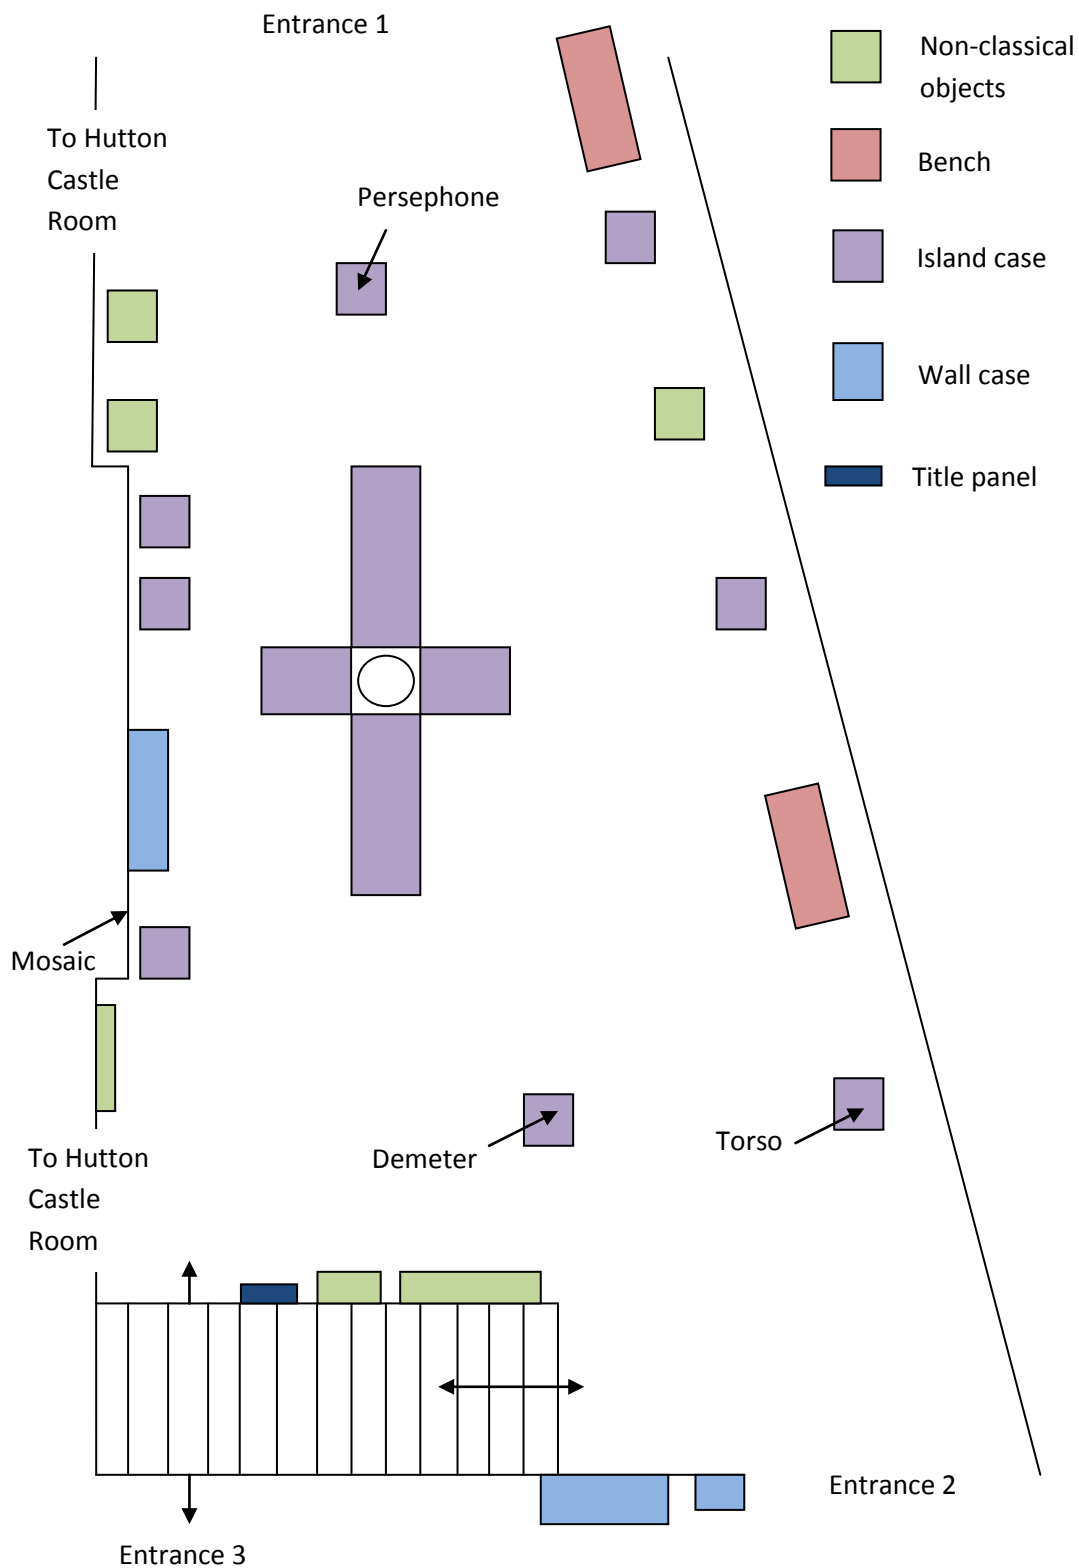 Entrance 1
Non-classical
objects
To Hutton
Castle
Room
Bench
Persephone
Island case
Wall case
Title panel
Mosaic
To Hutton
Castle
Room
Demeter
Torso
Entrance 2
Entrance 3